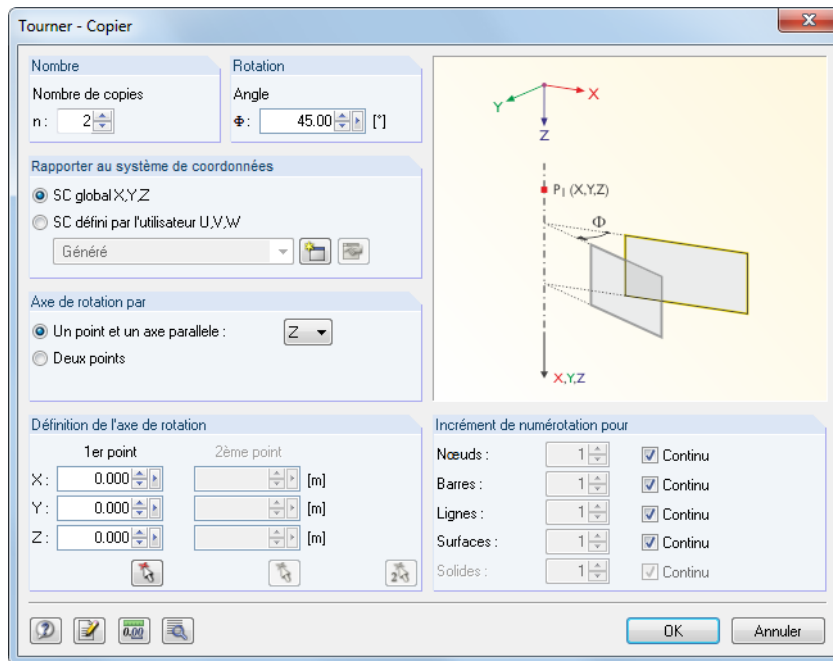 Tourner - Copier
Nombre
Nombre de copies
n : 2
Rotation
Angle
Φ : 45.00 [°]
Rapporter au système de coordonnées
SC global X,Y,Z
SC défini par l'utilisateur U,V,W
Généré
Axe de rotation par
Un point et un axe parallele : Z
Deux points
X
Y
Z
P1 (X,Y,Z)
Φ
X,Y,Z
Définition de l'axe de rotation
1er point 2ème point
X : 0.000 [m]
Y : 0.000 [m]
Z : 0.000 [m]
2
Incrément de numérotation pour
Nœuds : 1 Continu
Barres : 1 Continu
Lignes : 1 Continu
Surfaces : 1 Continu
Solides : 1 Continu
0.00
OK Annuler